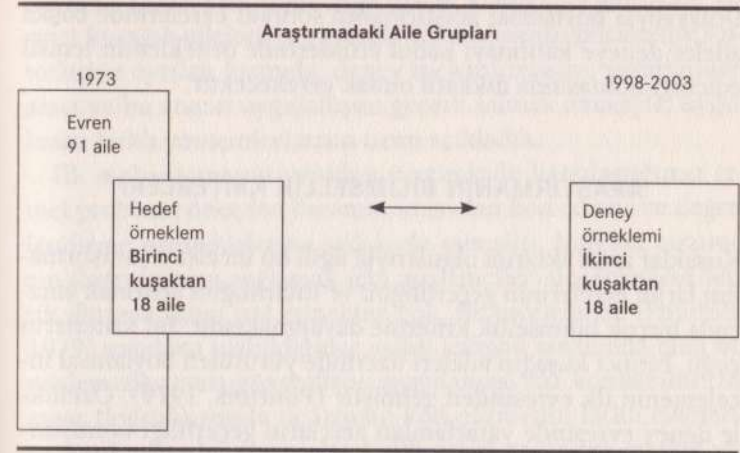 Araştırmadaki Aile Grupları
1973
1998-2003
Evren
91 aile
Hedef
örneklem
Birinci
kuşaktan
18 aile
Deney
örneklemi
İkinci
kuşaktan
18 aile